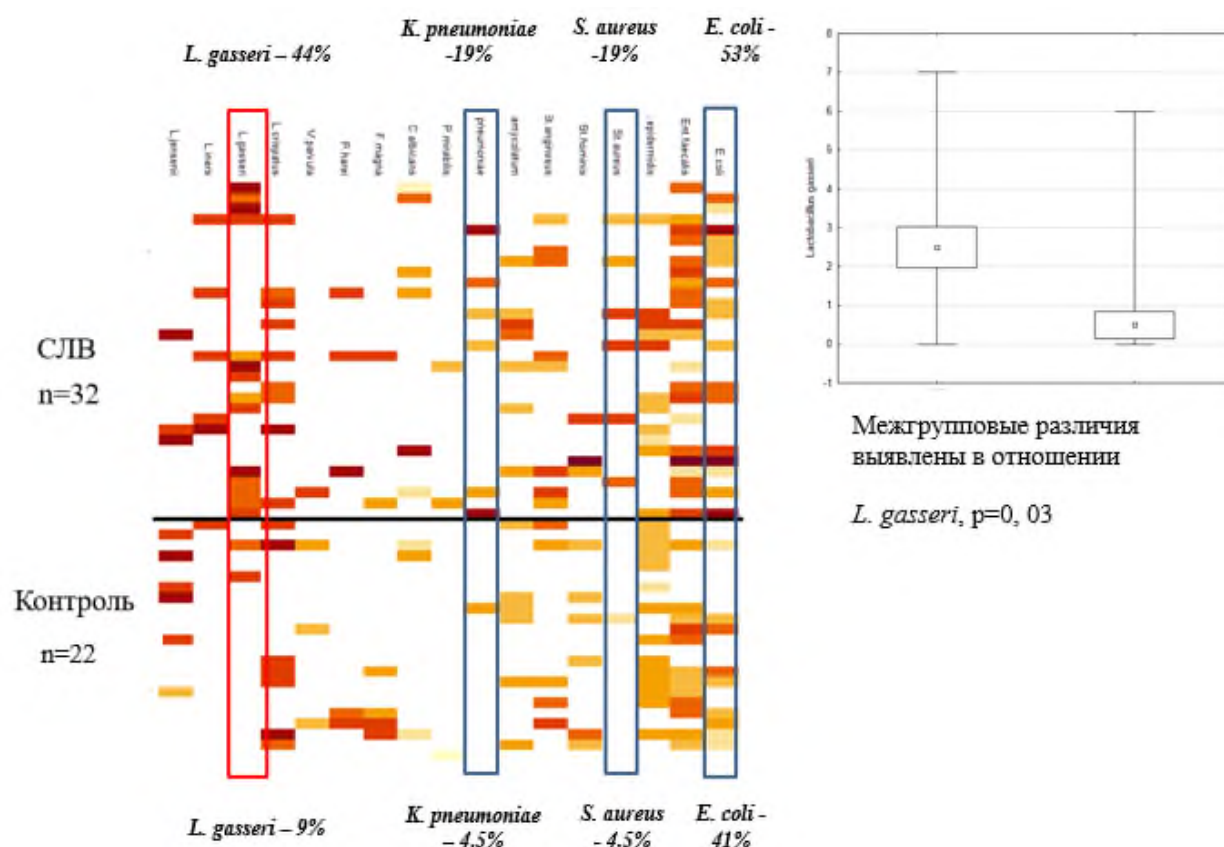 L. gasseri – 44%
K. pneumoniae
-19%
S. aureus
-19%
E. coli -
53%
L.jensenii
L.iners
L.gasseri
L.crispatus
V.parvula
P.harei
F.magna
C.albicans
P.mirabilis
pneumoniae
amycolatum
St.anginosus
St.hominis
St.aureus
epidermidis
Ent.faecalis
E.coli
СЛВ
n=32
Контроль
n=22
L. gasseri – 9%
K. pneumoniae
– 4,5%
S. aureus
- 4,5%
E. coli -
41%
Lactobacillus gasseri
8
7
6
5
4
3
2
1
0
-1
Межгрупповые различия
выявлены в отношении
L. gasseri, p=0, 03